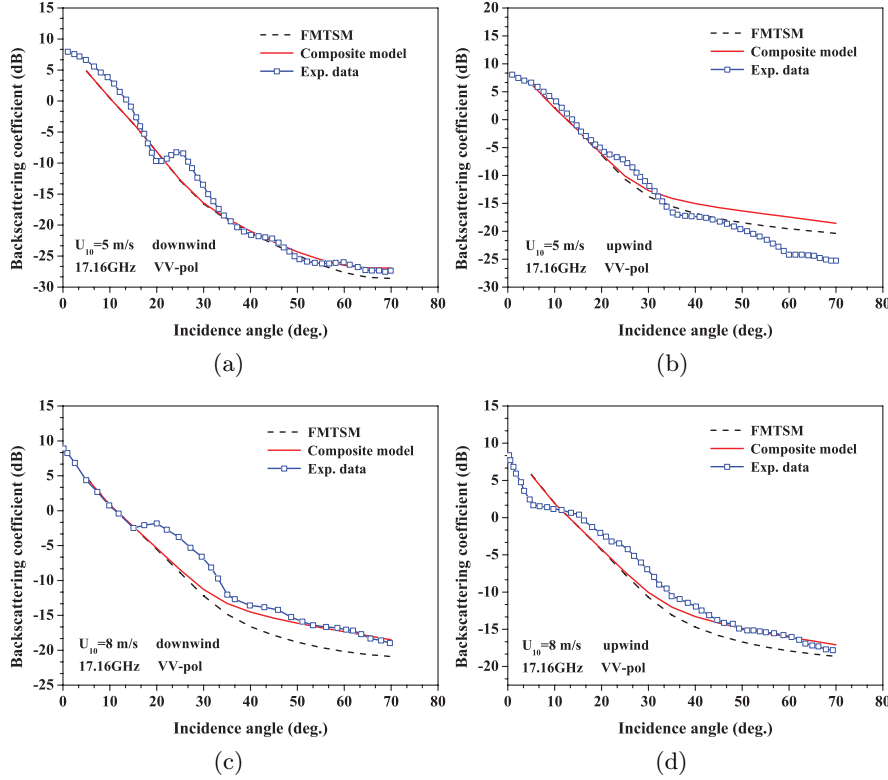 15
10
5
0
-5
-10
-15
-20
-25
-30
Backscattering coefficient (dB)
FMTSM
Composite model
Exp. data
U10=5 m/s downwind
17.16GHz VV-pol
0 10 20 30 40 50 60 70 80
Incidence angle (deg.)
(a)
20
15
10
5
0
-5
-10
-15
-20
-25
-30
Backscattering coefficient (dB)
FMTSM
Composite model
Exp. data
U10=5 m/s upwind
17.16GHz VV-pol
0 10 20 30 40 50 60 70 80
Incidence angle (deg.)
(b)
15
10
5
0
-5
-10
-15
-20
-25
Backscattering coefficient (dB)
FMTSM
Composite model
Exp. data
U10=8 m/s downwind
17.16GHz VV-pol
0 10 20 30 40 50 60 70 80
Incidence angle (deg.)
(c)
15
10
5
0
-5
-10
-15
-20
Backscattering coefficient (dB)
FMTSM
Composite model
Exp. data
U10=8 m/s upwind
17.16GHz VV-pol
0 10 20 30 40 50 60 70 80
Incidence angle (deg.)
(d)